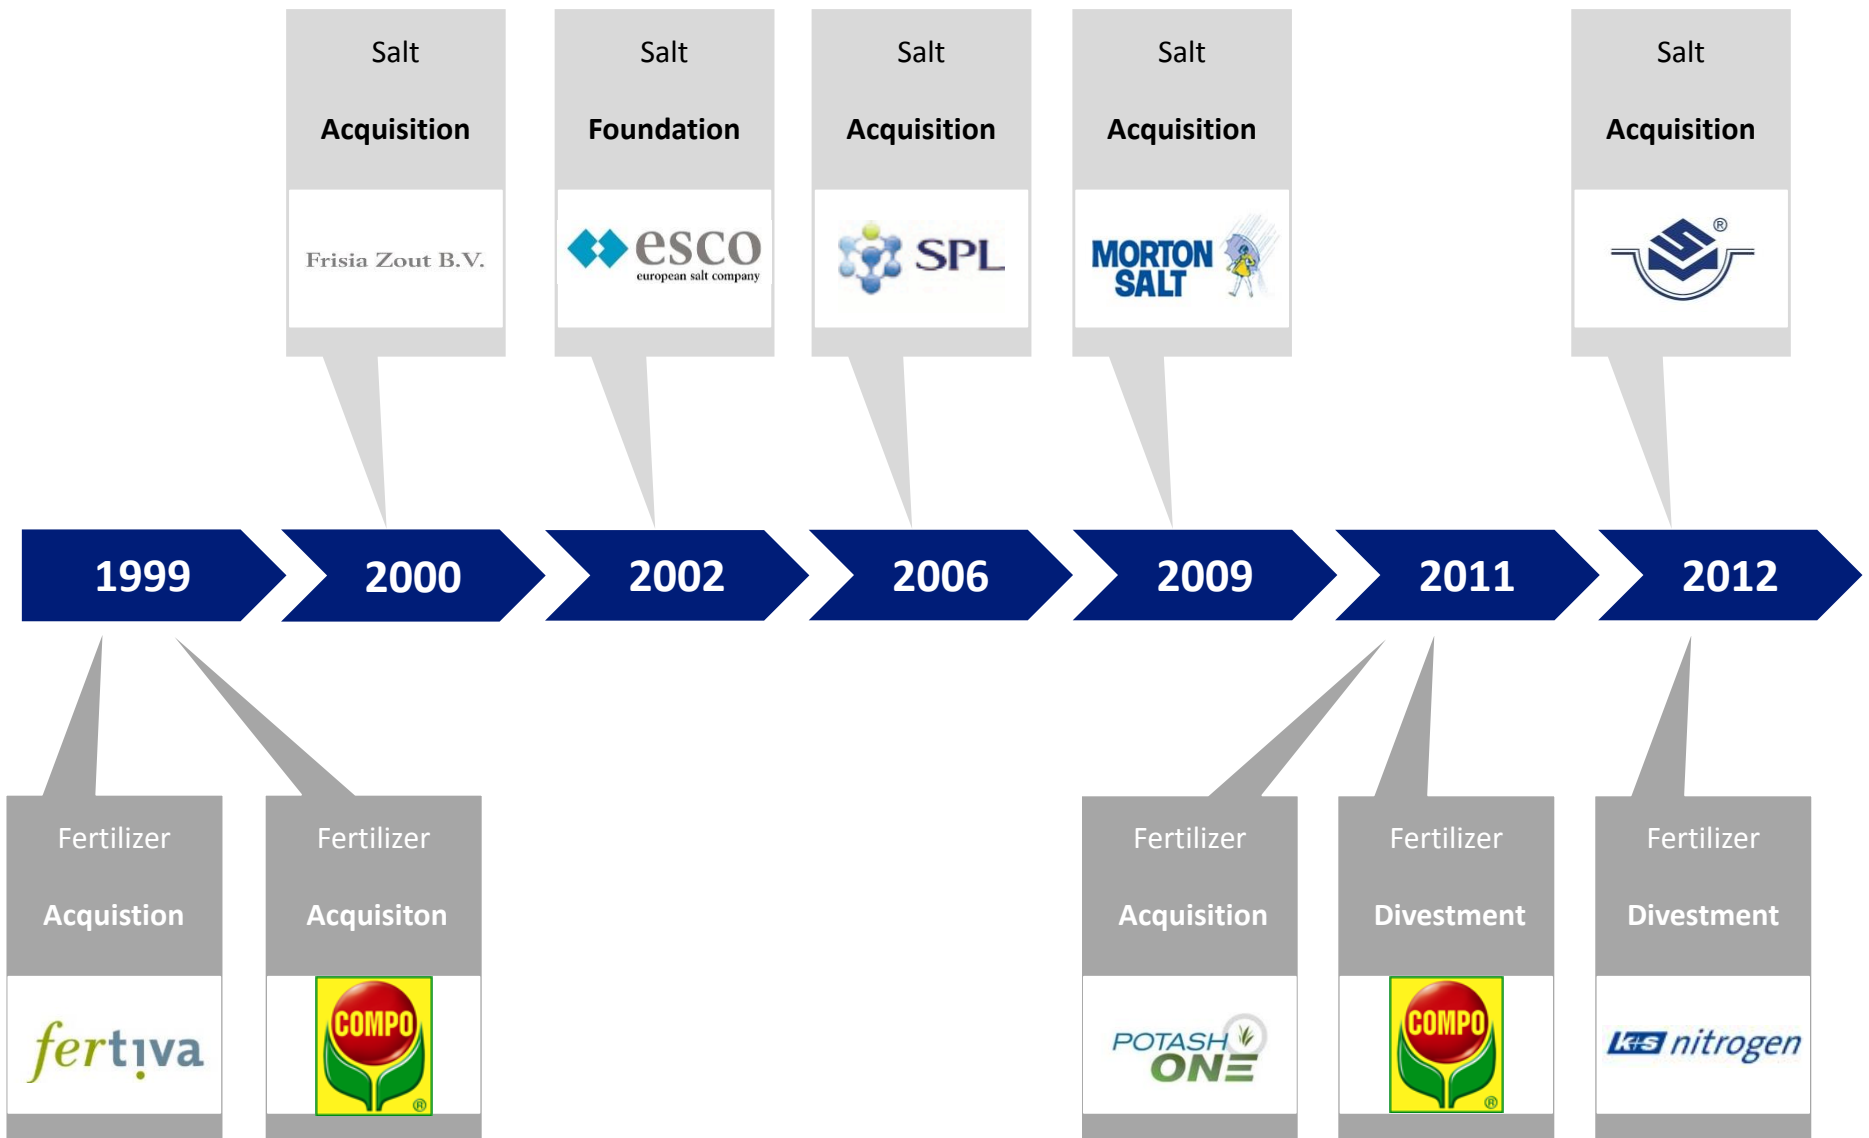 Salt
Acquisition
Frisia Zout B.V.
Salt
Foundation
esco
european salt company
Salt
Acquisition
SPL
Salt
Acquisition
MORTON
SALT
Salt
Acquisition
®
1999
2000
2002
2006
2009
2011
2012
Fertilizer
Acquistion
fertiva
Fertilizer
Acquisiton
COMPO
®
Fertilizer
Acquisition
POTASH
ONE
Fertilizer
Divestment
COMPO
®
Fertilizer
Divestment
K+S nitrogen